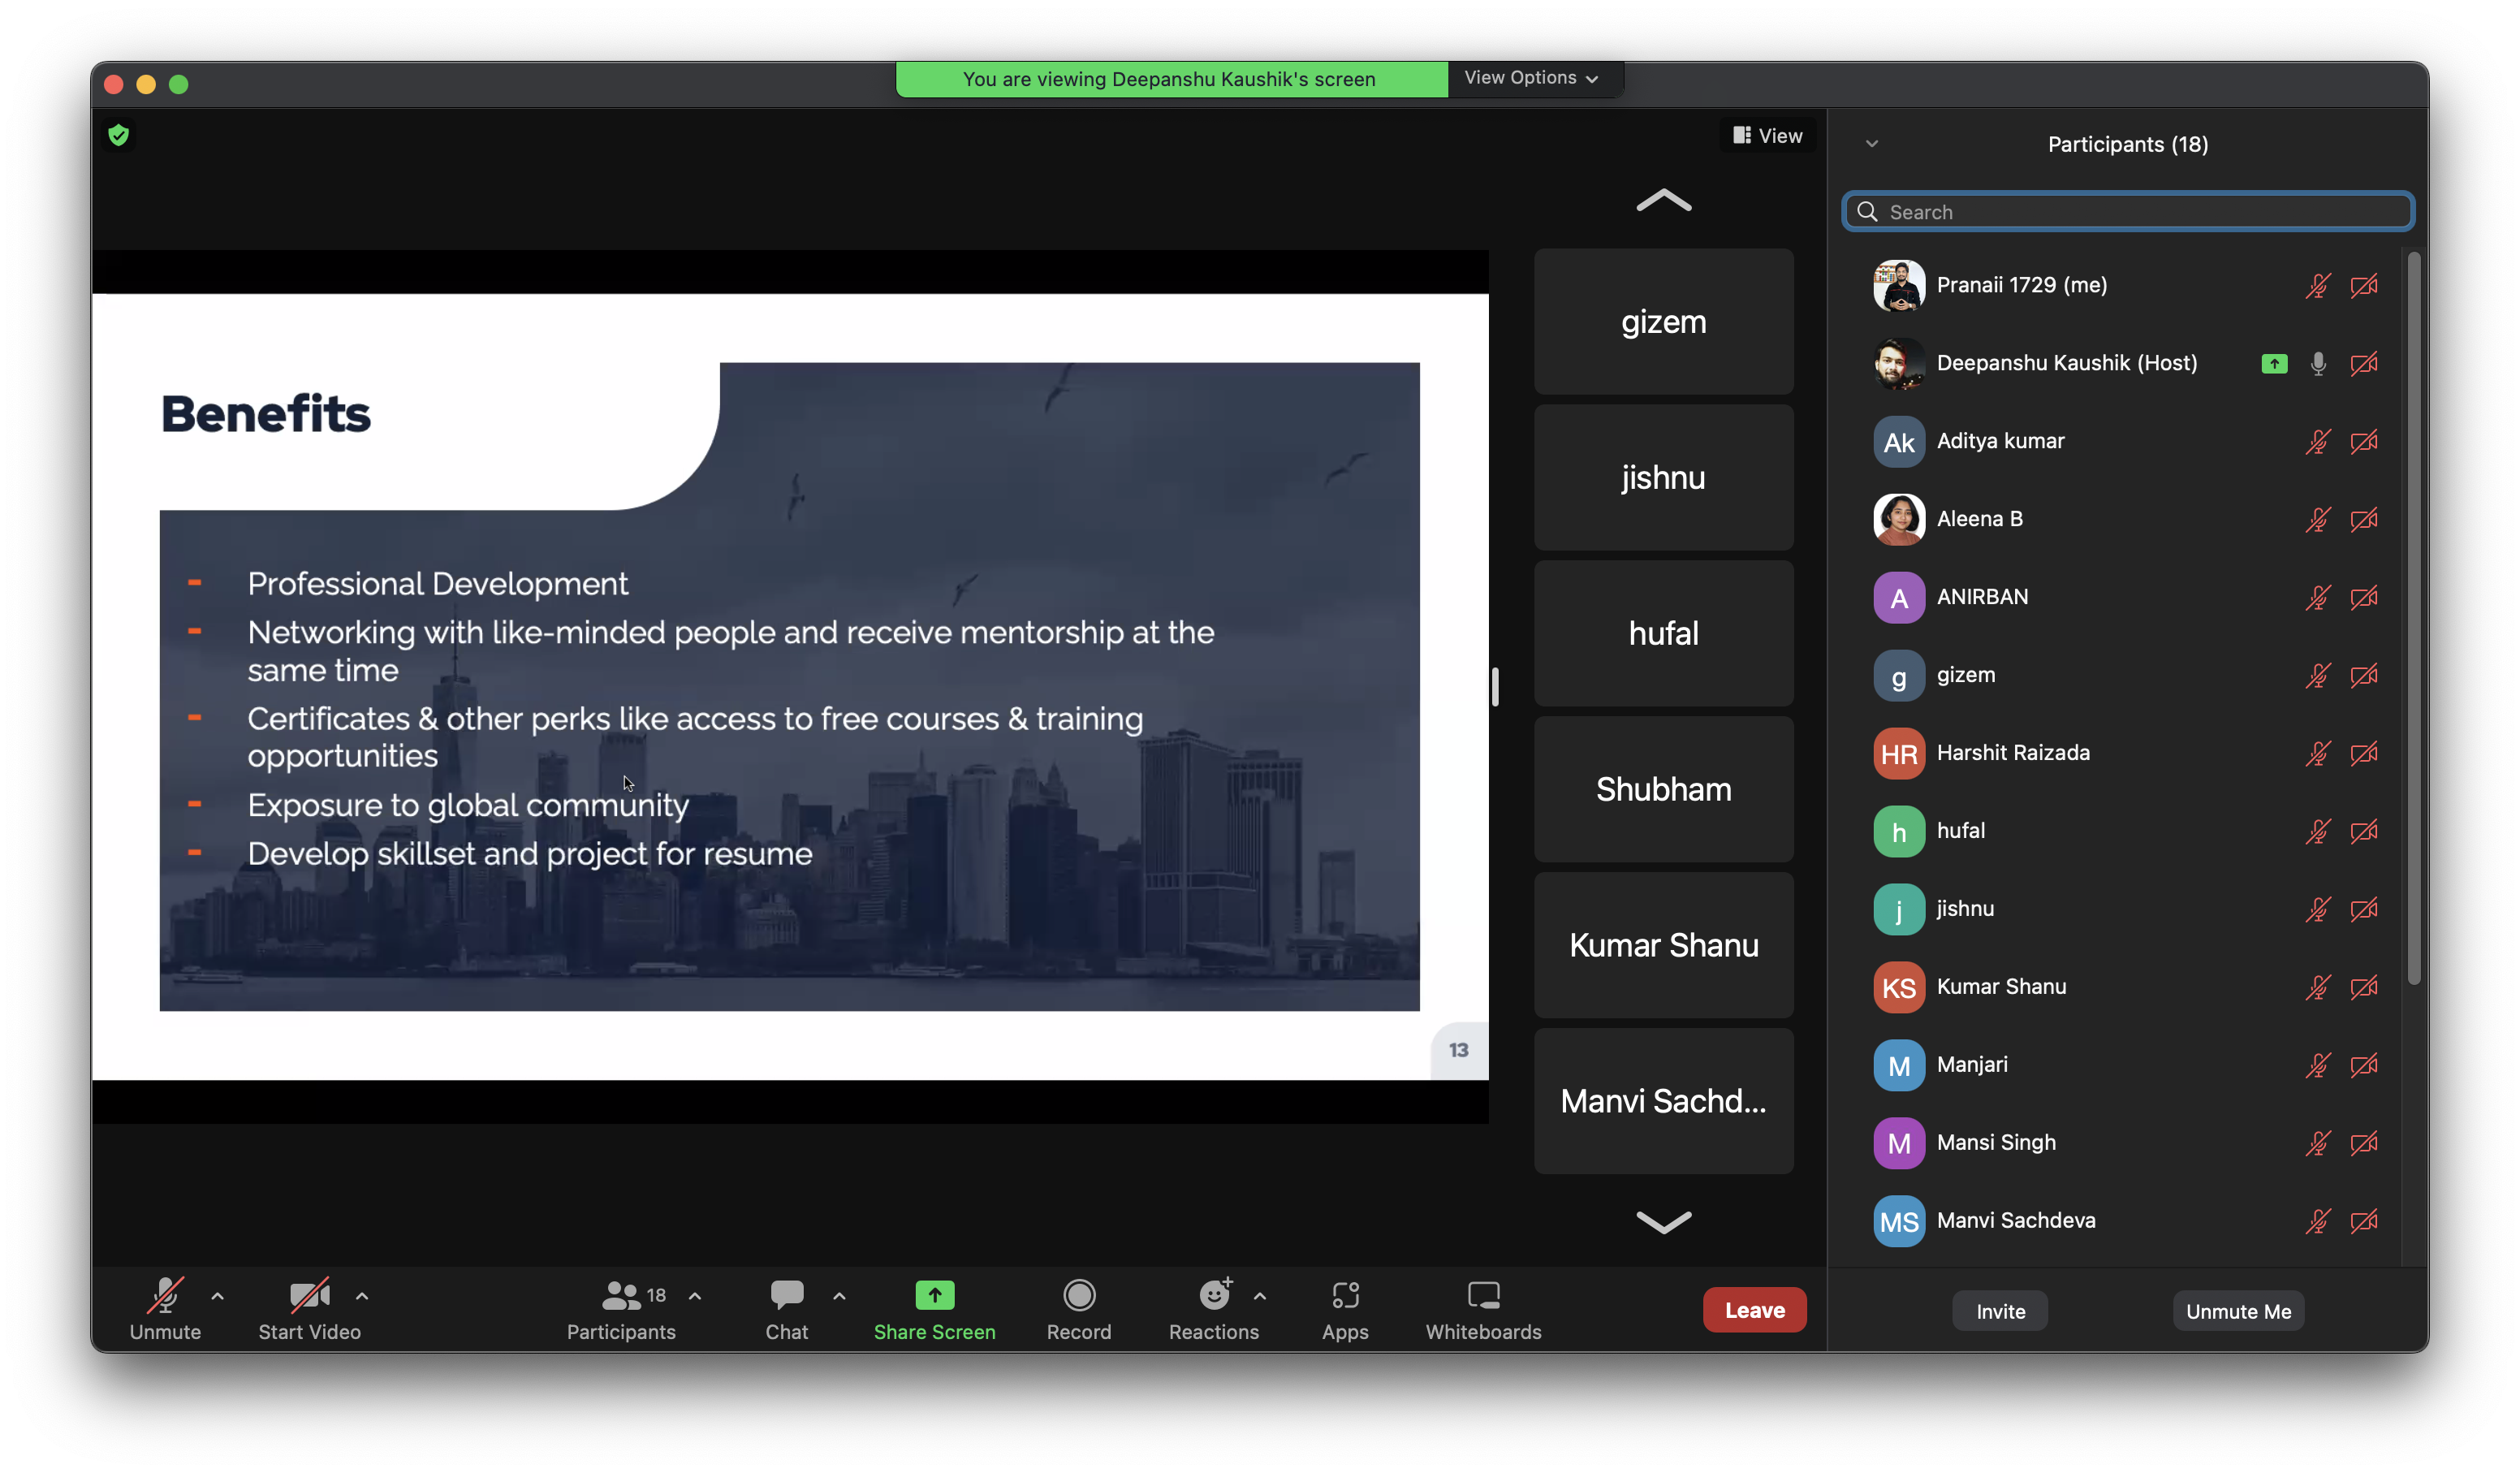 You are viewing Deepanshu Kaushik's screen
View Options
View
Benefits
- Professional Development
- Networking with like-minded people and receive mentorship at the
same time
- Certificates & other perks like access to free courses & training
opportunities
- Exposure to global community
- Develop skillset and project for resume
13
gizem
jishnu
hufal
Shubham
Kumar Shanu
Manvi Sachd...
Participants (18)
Search
Pranaii 1729 (me)
Deepanshu Kaushik (Host)
Ak Aditya kumar
Aleena B
A ANIRBAN
g gizem
HR Harshit Raizada
h hufal
j jishnu
KS Kumar Shanu
M Manjari
M Mansi Singh
MS Manvi Sachdeva
Invite
Unmute Me
Unmute
Start Video
18
Participants
Chat
Share Screen
Record
Reactions
Apps
Whiteboards
Leave